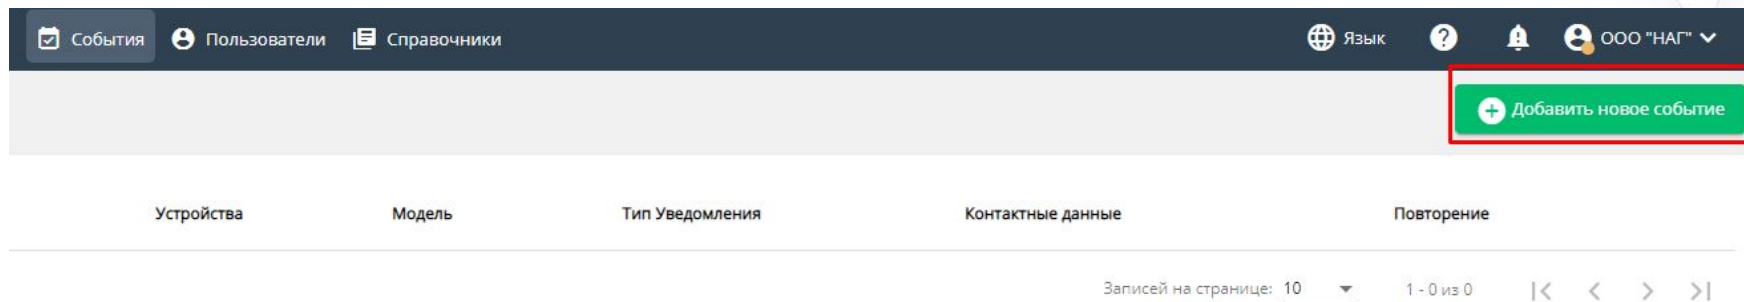 События Пользователи Справочники Язык ООО "НАГ"
Добавить новое событие
Устройства Модель Тип Уведомления Контактные данные Повторение
Записей на странице: 10 1 - 0 из 0